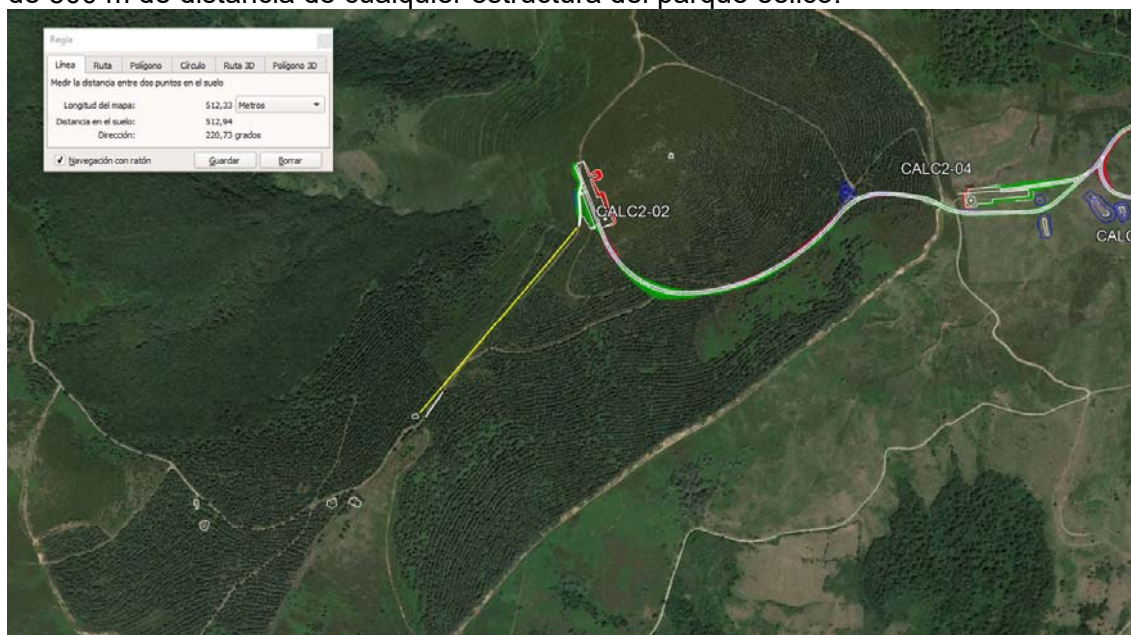 de 500 m de distancia de cualquier estructura del parque eólico.
Regla
Línea Ruta Polígono Círculo Ruta 3D Polígono 3D
Medir la distancia entre dos puntos en el suelo
Longitud del mapa: 512,33 Metros
Distancia en el suelo: 512,94
Dirección: 220,73 grados
Navegación con ratón Guardar Borrar
CALC2-04
CALC2-02
CALC